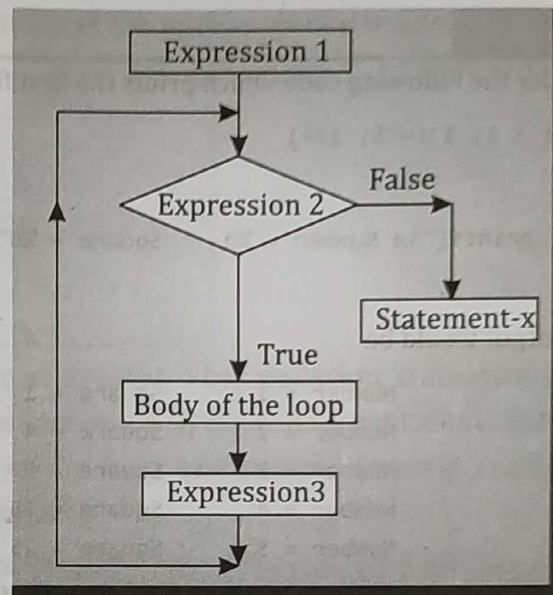 Expression 1
Expression 2
False
Statement-x
True
Body of the loop
Expression3